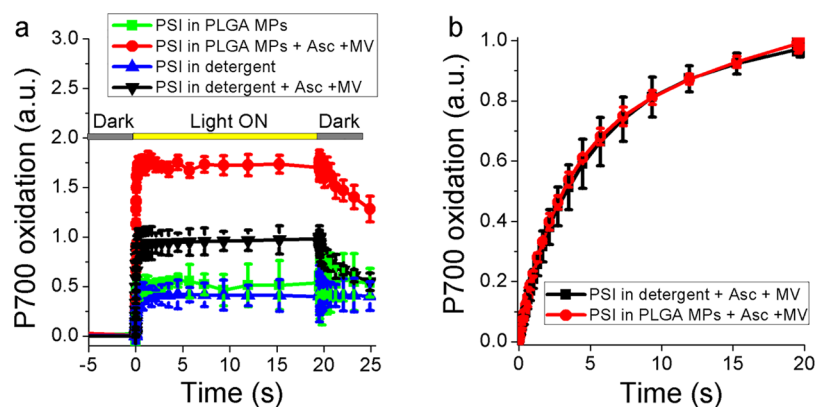 a
PSI in PLGA MPs
PSI in PLGA MPs + Asc +MV
PSI in detergent
PSI in detergent + Asc +MV
Dark
Light ON
Dark
P700 oxidation (a.u.)
3.0
2.5
2.0
1.5
1.0
0.5
0.0
-5 0 5 10 15 20 25
Time (s)
b
P700 oxidation (a.u.)
1.0
0.8
0.6
0.4
0.2
0.0
PSI in detergent + Asc + MV
PSI in PLGA MPs + Asc +MV
0 5 10 15 20
Time (s)